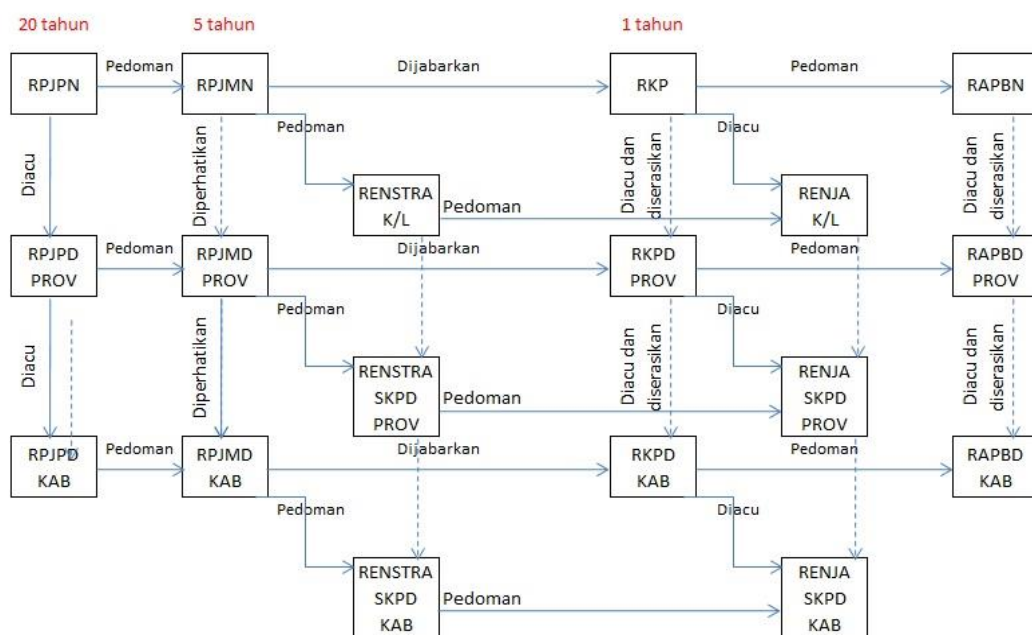 20 tahun
5 tahun
1 tahun
RPJPN
Pedoman
RPJMN
Dijabarkan
RKP
Pedoman
RAPBN
Pedoman
Diacu
Diacu
Diperhatikan
Diacu dan
diserasikan
Diacu dan
diserasikan
RENSTRA
K/L
Pedoman
RENJA
K/L
RPJPD
PROV
Pedoman
RPJMD
PROV
Dijabarkan
RKPD
PROV
Pedoman
RAPBD
PROV
Pedoman
Diacu
Diacu
Diperhatikan
Diacu dan
diserasikan
Diacu dan
diserasikan
RENSTRA
SKPD
PROV
Pedoman
RENJA
SKPD
PROV
RPJPD
KAB
Pedoman
RPJMD
KAB
Dijabarkan
RKPD
KAB
Pedoman
RAPBD
KAB
Pedoman
Diacu
RENSTRA
SKPD
KAB
Pedoman
RENJA
SKPD
KAB